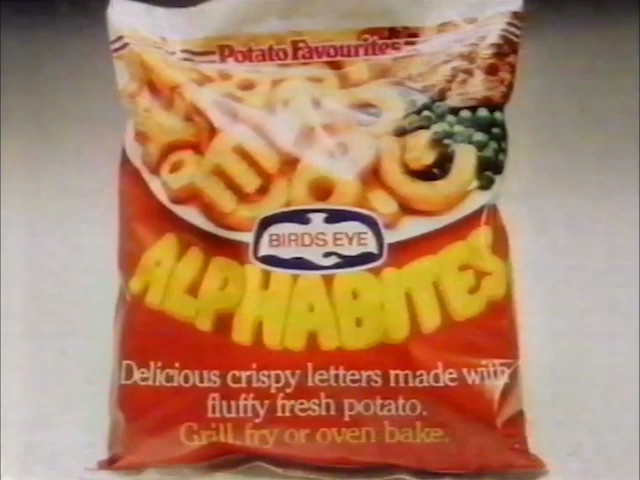 Potato Favourites
BIRDS EYE
ALPHABITES
Delicious crispy letters made with
fluffy fresh potato.
Grill, fry or oven bake.